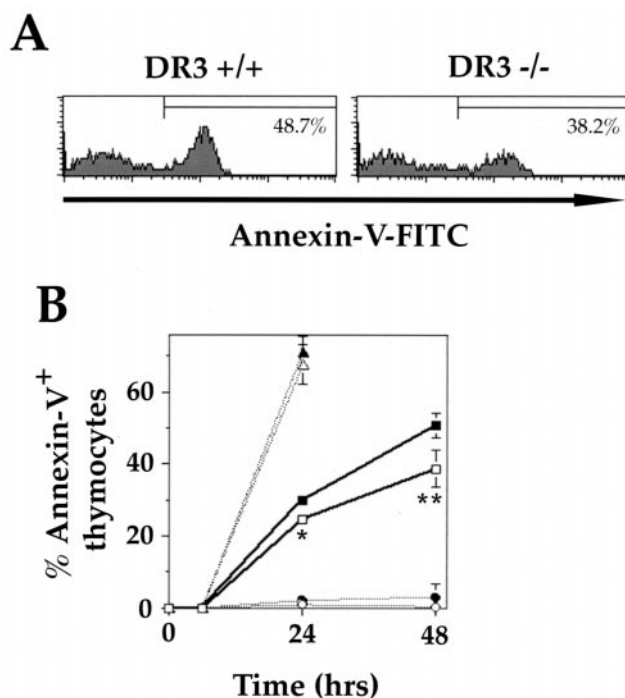 A
DR3 +/+ DR3 -/-
48.7% 38.2%
Annexin-V-FITC
B
% Annexin-V+
thymocytes
60
40
20
0
*
**
0 24 48
Time (hrs)